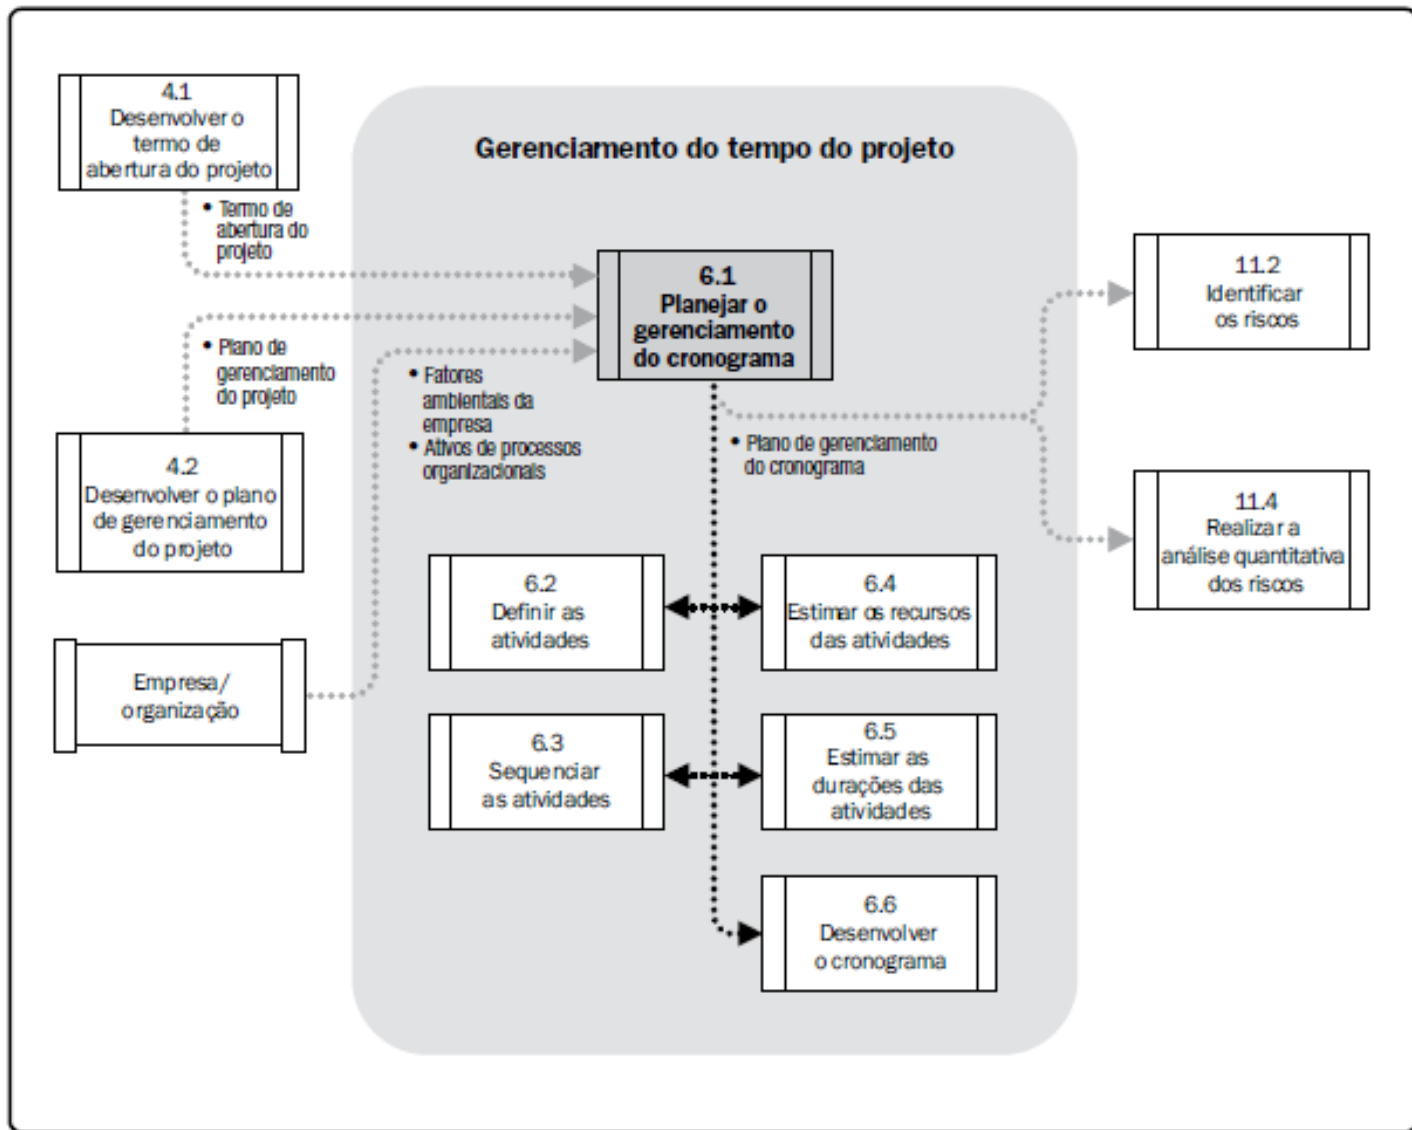 4.1
Desenvolver o
termo de
abertura do projeto
• Termo de
abertura do
projeto
Gerenciamento do tempo do projeto
6.1
Planejar o
gerenciamento
do cronograma
11.2
Identificar
os riscos
• Plano de
gerenciamento
do projeto
• Fatores
ambientais da
empresa
• Ativos de processos
organizacionais
• Plano de gerenciamento
do cronograma
4.2
Desenvolver o plano
de gerenciamento
do projeto
11.4
Realizar a
análise quantitativa
dos riscos
6.2
Definir as
atividades
6.4
Estimar os recursos
das atividades
Empresa/
organização
6.3
Sequenciar
as atividades
6.5
Estimar as
durações das
atividades
6.6
Desenvolver
o cronograma